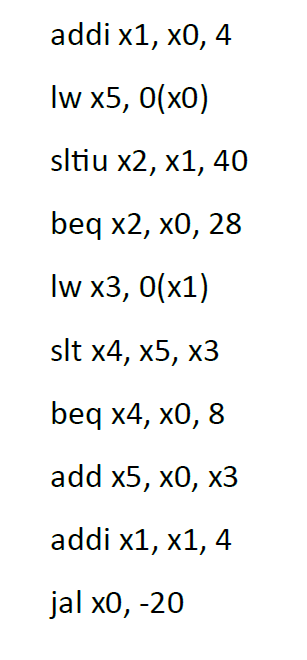 addi x1, x0, 4
lw x5, 0(x0)
sltiu x2, x1, 40
beq x2, x0, 28
lw x3, 0(x1)
slt x4, x5, x3
beq x4, x0, 8
add x5, x0, x3
addi x1, x1, 4
jal x0, -20